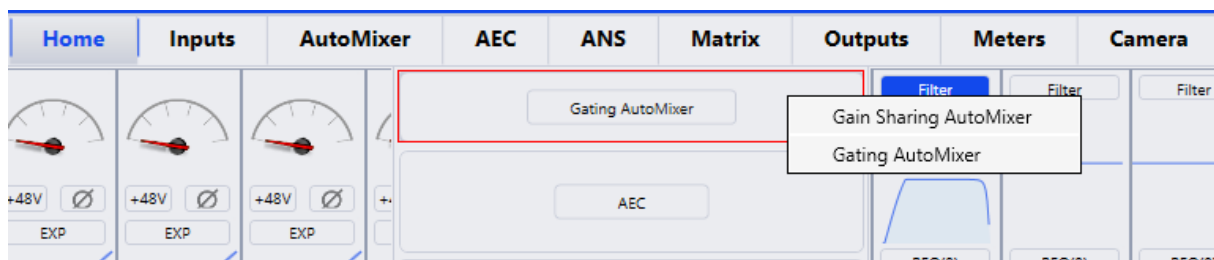 Home Inputs AutoMixer AEC ANS Matrix Outputs Meters Camera
Filter Filter Filter
Gating AutoMixer
Gain Sharing AutoMixer
Gating AutoMixer
+48V +48V +48V
AEC
EXP EXP EXP